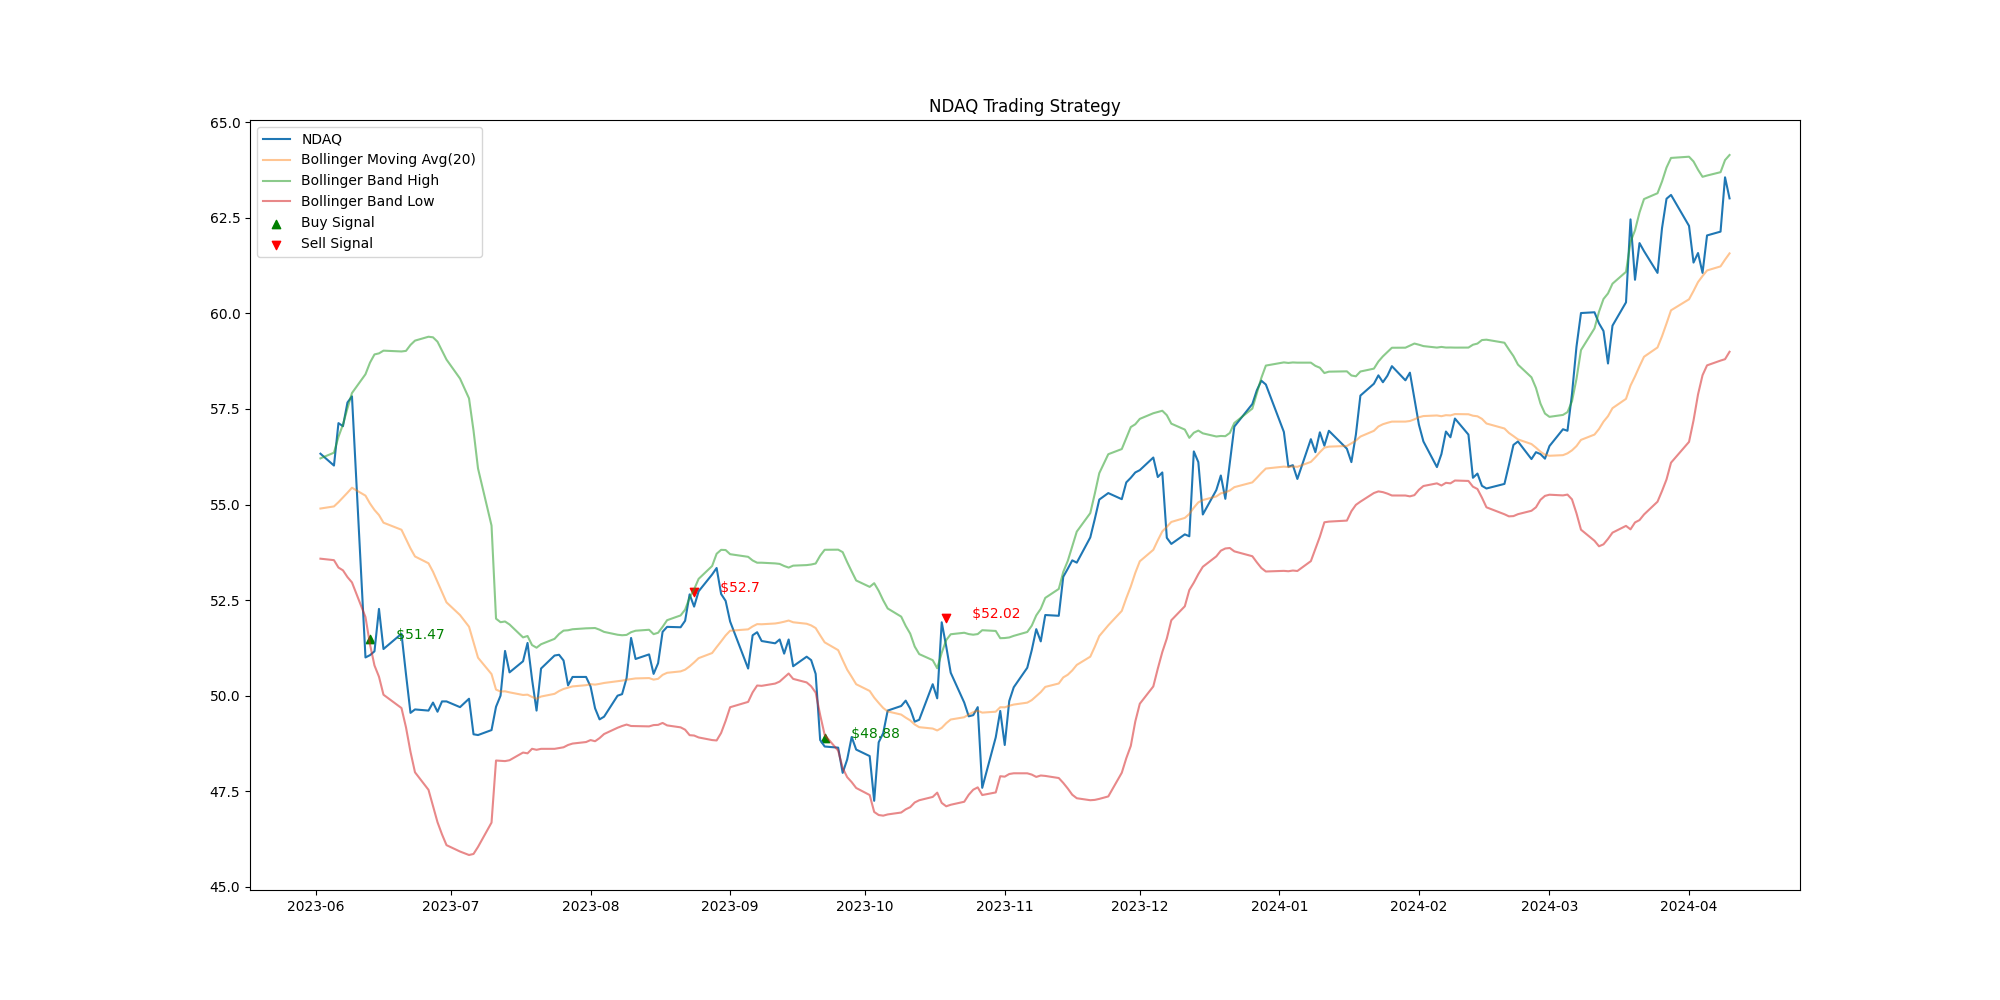 NDAQ Trading Strategy
65.0
62.5
60.0
57.5
55.0
52.5
50.0
47.5
45.0
NDAQ
Bollinger Moving Avg(20)
Bollinger Band High
Bollinger Band Low
Buy Signal
Sell Signal
$51.47
$52.7
$48.88
$52.02
2023-06 2023-07 2023-08 2023-09 2023-10 2023-11 2023-12 2024-01 2024-02 2024-03 2024-04